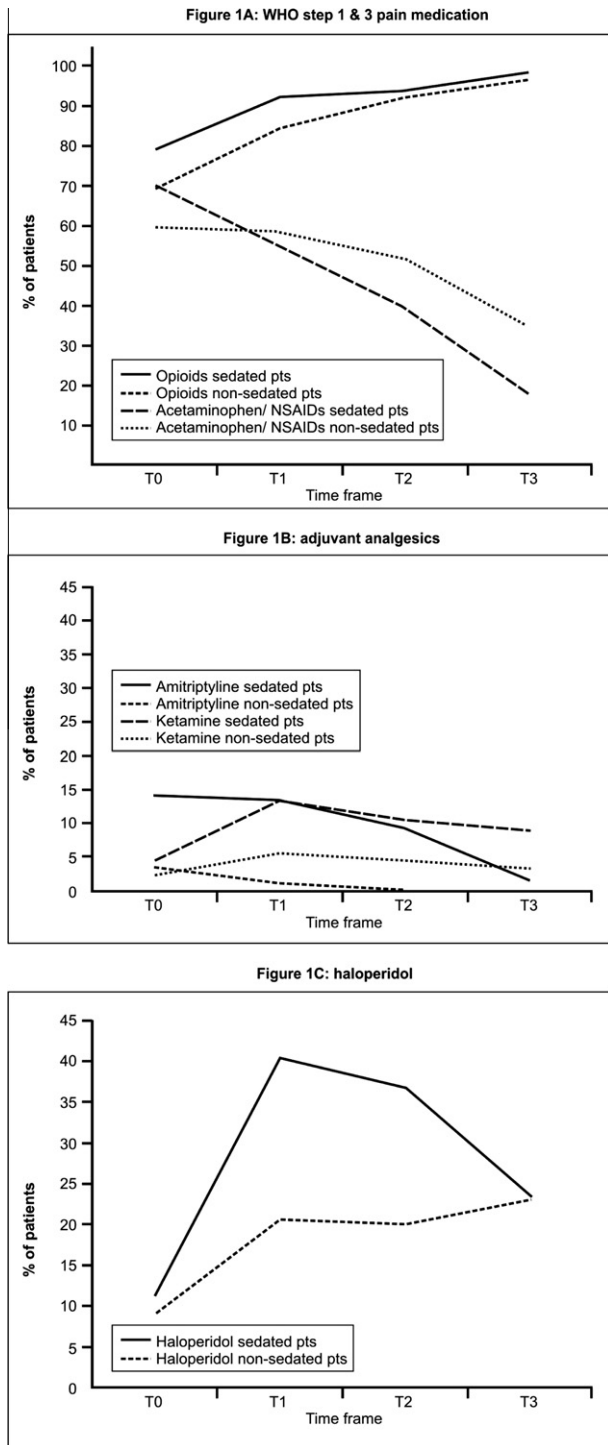 Figure 1A: WHO step 1 & 3 pain medication
100
90
80
70
60
50
40
30
20
10
% of patients
Opioids sedated pts
Opioids non-sedated pts
Acetaminophen/ NSAIDs sedated pts
Acetaminophen/ NSAIDs non-sedated pts
T0 T1 T2 T3
Time frame
Figure 1B: adjuvant analgesics
45
40
35
30
25
20
15
10
5
0
% of patients
Amitriptyline sedated pts
Amitriptyline non-sedated pts
Ketamine sedated pts
Ketamine non-sedated pts
T0 T1 T2 T3
Time frame
Figure 1C: haloperidol
45
40
35
30
25
20
15
10
5
0
% of patients
Haloperidol sedated pts
Haloperidol non-sedated pts
T0 T1 T2 T3
Time frame